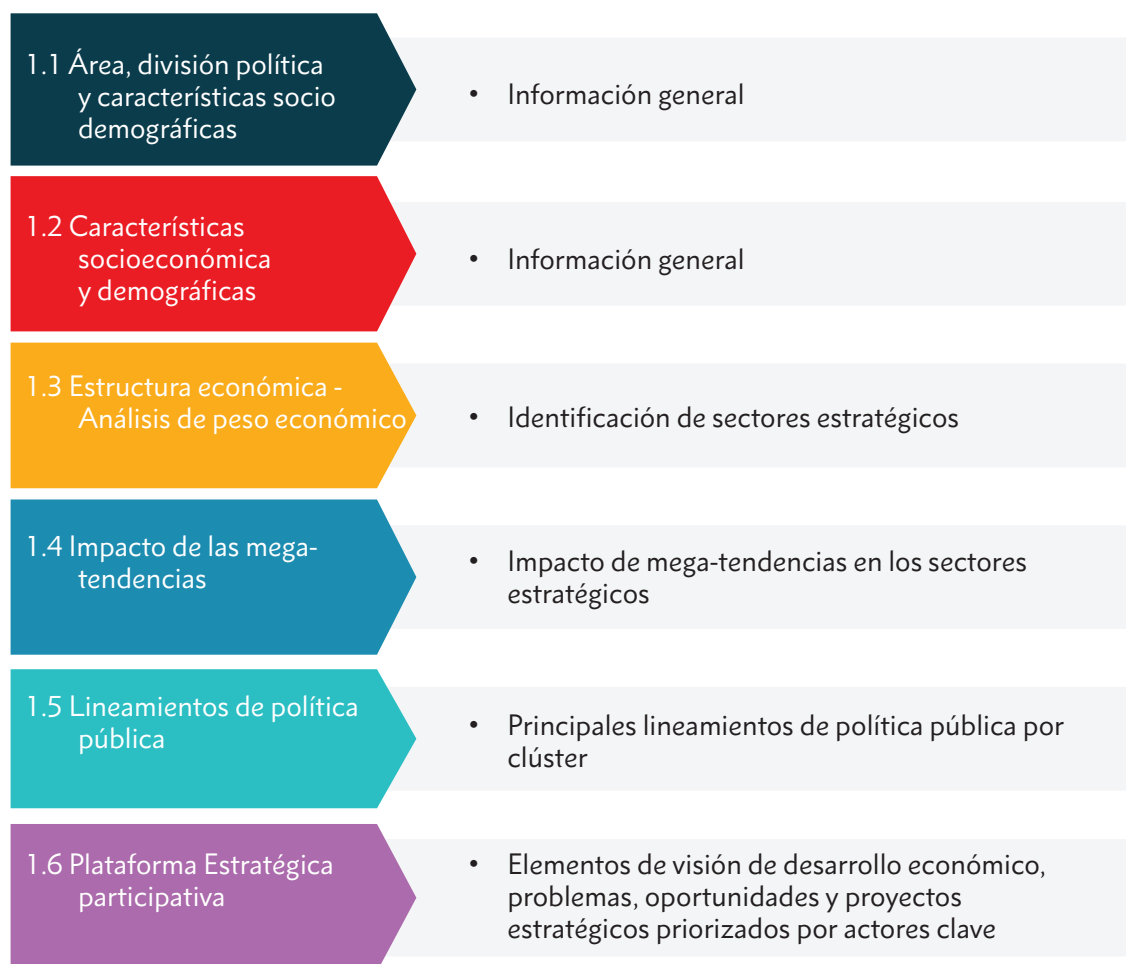 1.1 Área, división política
y características socio
demográficas
• Información general
1.2 Características
socioeconómica
y demográficas
• Información general
1.3 Estructura económica -
Análisis de peso económico
• Identificación de sectores estratégicos
1.4 Impacto de las mega-
tendencias
• Impacto de mega-tendencias en los sectores
estratégicos
1.5 Lineamientos de política
pública
• Principales lineamientos de política pública por
clúster
1.6 Plataforma Estratégica
participativa
• Elementos de visión de desarrollo económico,
problemas, oportunidades y proyectos
estratégicos priorizados por actores clave